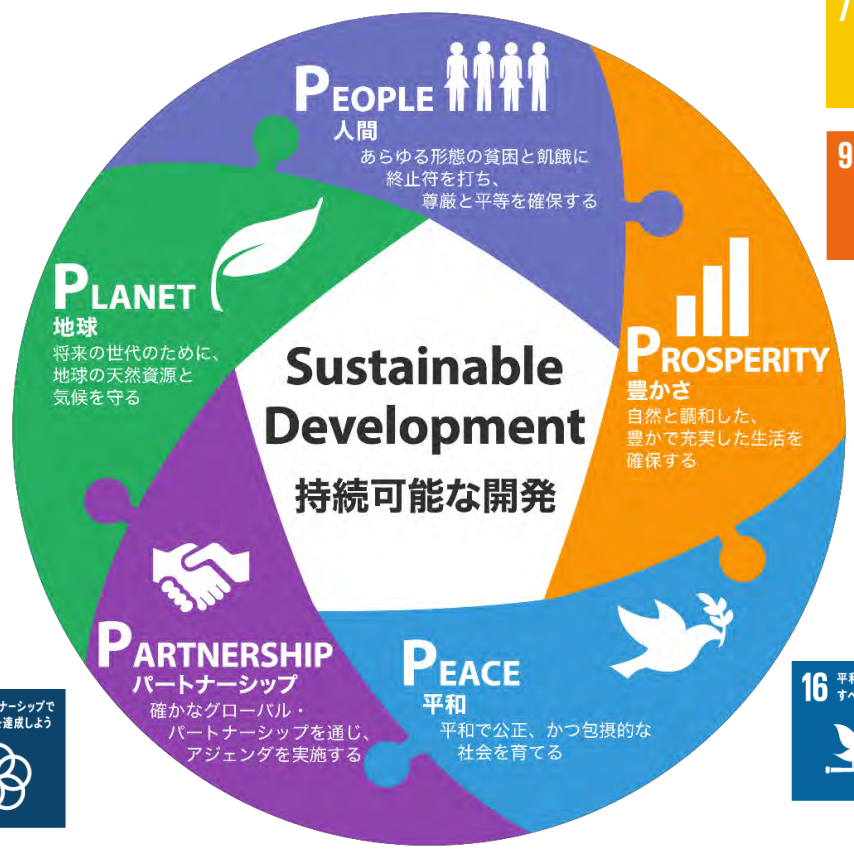 PEOPLE
人間
あらゆる形態の貧困と飢餓に
終止符を打ち、
尊厳と平等を確保する
PLANET
地球
将来の世代のために、
地球の天然資源と
気候を守る
Sustainable
Development
持続可能な開発
PROSPERITY
豊かさ
自然と調和した、
豊かで充実した生活を
確保する
PARTNERSHIP
パートナーシップ
確かなグローバル・
パートナーシップを通じ、
アジェンダを実施する
PEACE
平和
平和で公正、かつ包摂的な
社会を育てる
7
9
16 平和
すべ
ナーシップで
達成しよう